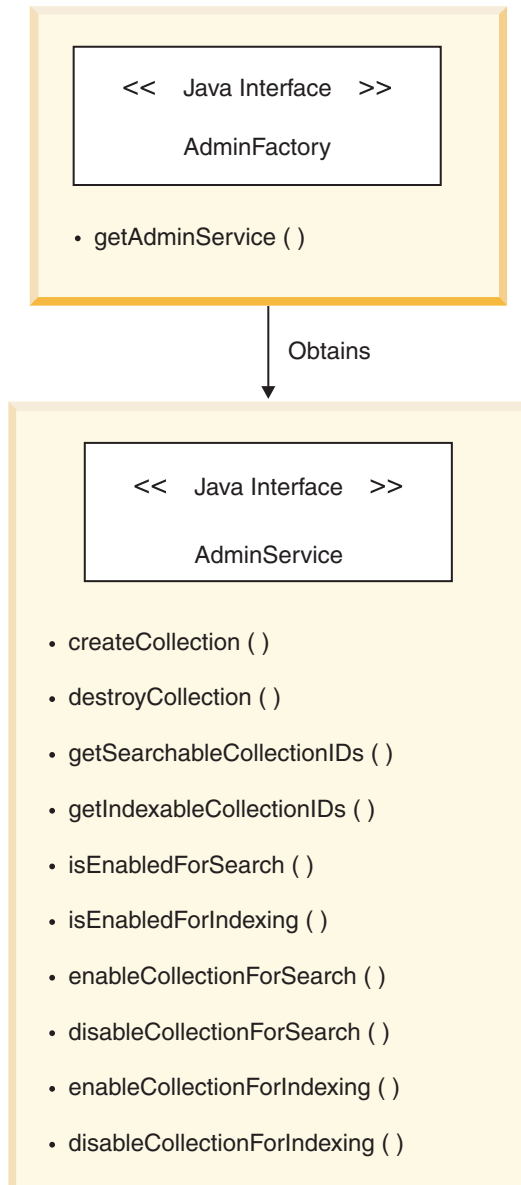 << Java Interface >>
AdminFactory
• getAdminService ( )
Obtains
<< Java Interface >>
AdminService
• createCollection ( )
• destroyCollection ( )
• getSearchableCollectionIDs ( )
• getIndexableCollectionIDs ( )
• isEnabledForSearch ( )
• isEnabledForIndexing ( )
• enableCollectionForSearch ( )
• disableCollectionForSearch ( )
• enableCollectionForIndexing ( )
• disableCollectionForIndexing ( )